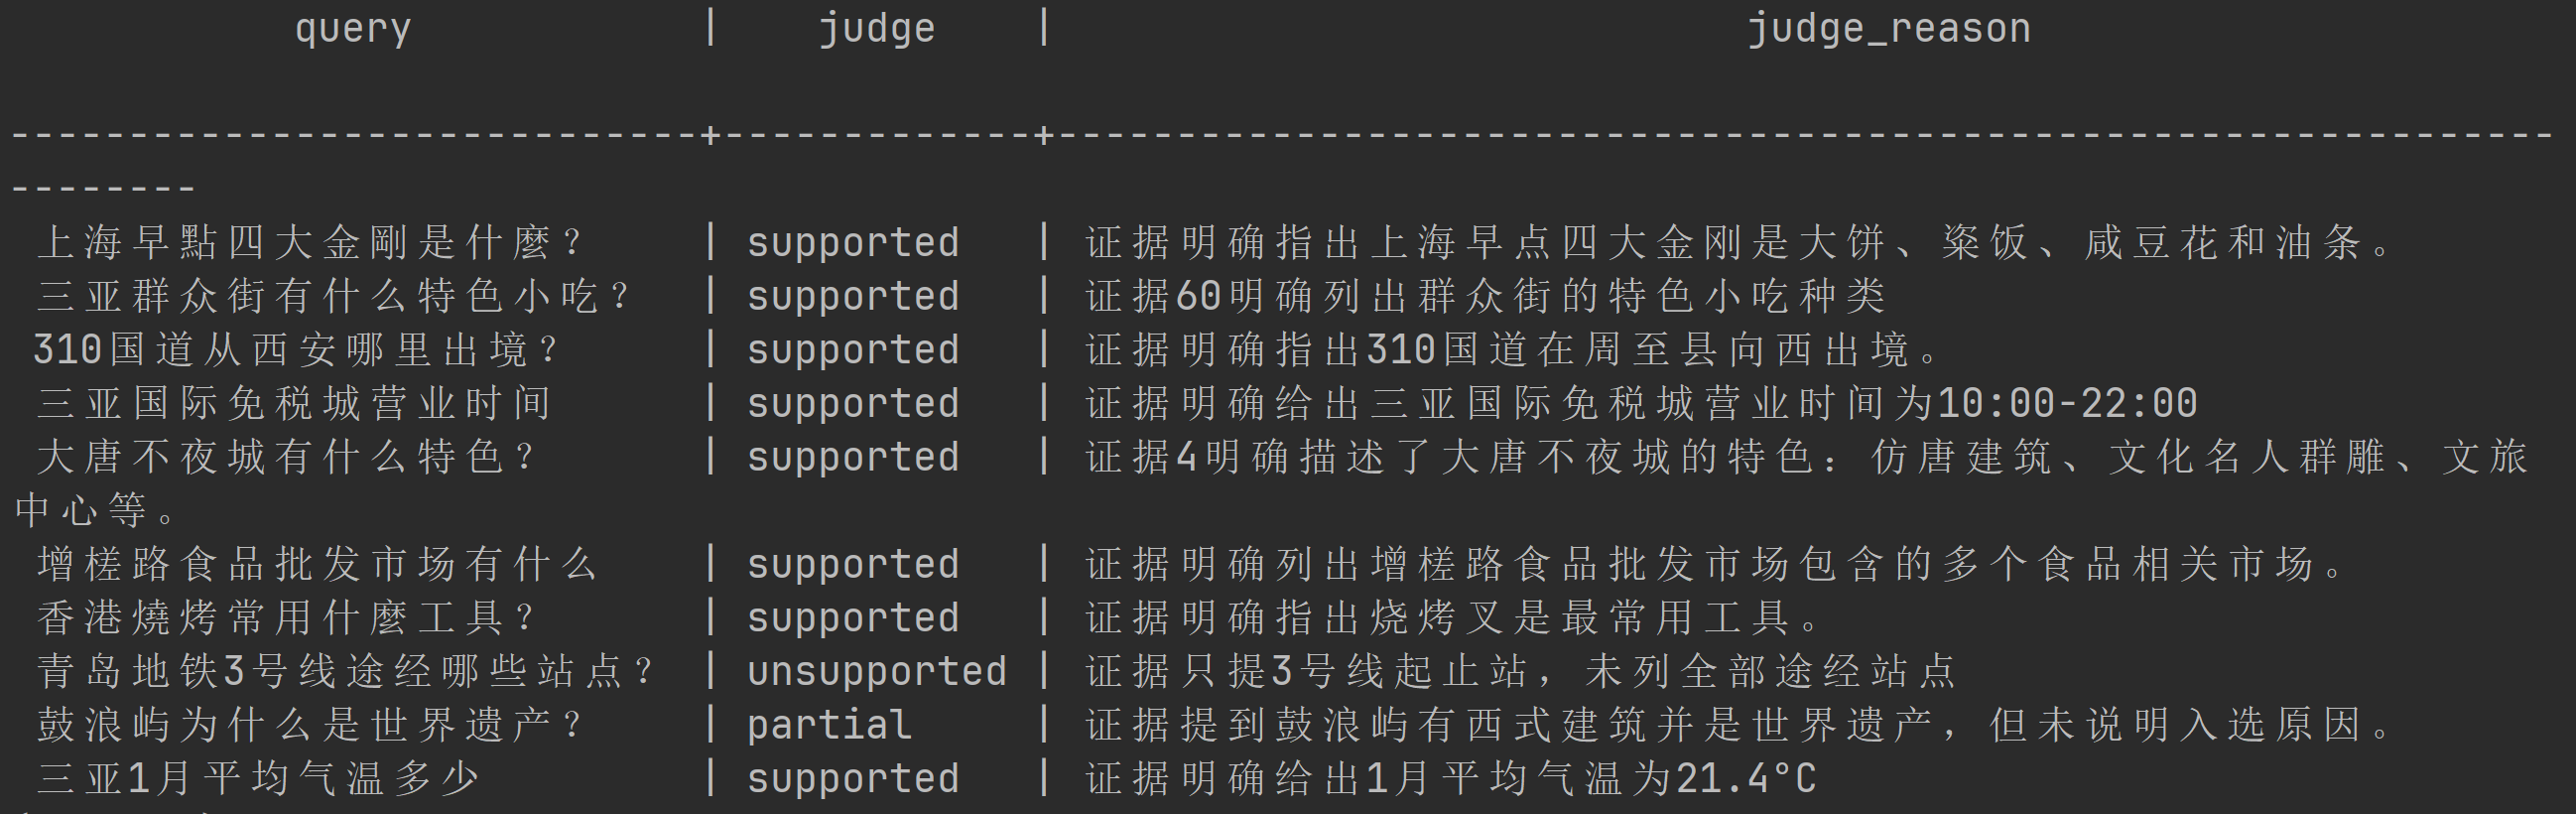 query | judge | judge_reason
------------------------------+-------------+---------------------------------------------------------------
--------
上海早點四大金剛是什麼？ | supported | 证据明确指出上海早点四大金刚是大饼、粢饭、咸豆花和油条。
三亚群众街有什么特色小吃？ | supported | 证据60明确列出群众街的特色小吃种类
310国道从西安哪里出境？ | supported | 证据明确指出310国道在周至县向西出境。
三亚国际免税城营业时间 | supported | 证据明确给出三亚国际免税城营业时间为10:00-22:00
大唐不夜城有什么特色？ | supported | 证据4明确描述了大唐不夜城的特色：仿唐建筑、文化名人群雕、文旅
中心等。
增槎路食品批发市场有什么 | supported | 证据明确列出增槎路食品批发市场包含的多个食品相关市场。
香港燒烤常用什麼工具？ | supported | 证据明确指出烧烤叉是最常用工具。
青岛地铁3号线途经哪些站点？ | unsupported | 证据只提3号线起止站，未列全部途经站点
鼓浪屿为什么是世界遗产？ | partial | 证据提到鼓浪屿有西式建筑并是世界遗产，但未说明入选原因。
三亚1月平均气温多少 | supported | 证据明确给出1月平均气温为21.4°C